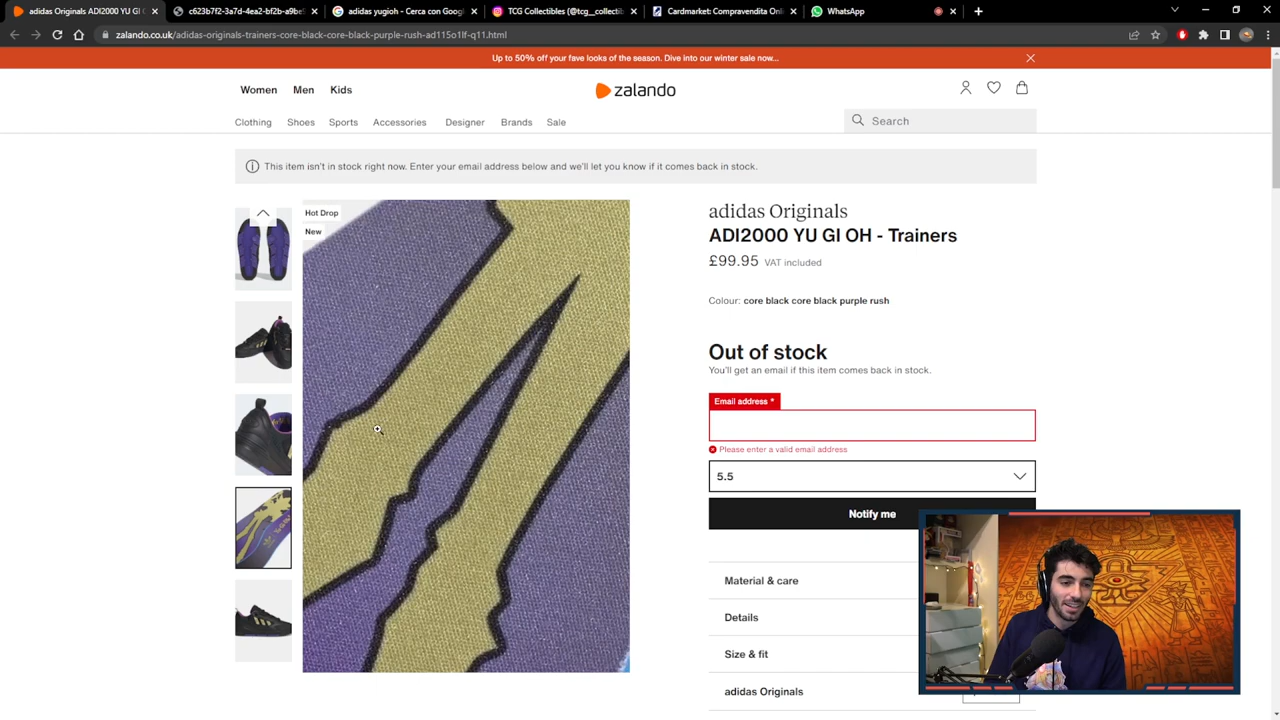 adidas Originals ADI2000 YU GI
c623b7f2-3a7d-4ea2-bf2b-a9be
adidas yugioh - Cerca con Goog
TCG Collectibles (@tcg_collectib
Cardmarket: Compravendita Onl
WhatsApp
zalando.co.uk/adidas-originals-trainers-core-black-core-black-purple-rush-ad115o1lf-q11.html
Up to 50% off your fave looks of the season. Dive into our winter sale now...
Women Men Kids
zalando
Clothing Shoes Sports Accessories Designer Brands Sale
Search
This item isn't in stock right now. Enter your email address below and we'll let you know if it comes back in stock.
Hot Drop
New
adidas Originals
ADI2000 YU GI OH - Trainers
£99.95 VAT included
Colour: core black core black purple rush
Out of stock
You'll get an email if this item comes back in stock.
Email address *
Please enter a valid email address
5.5
Notify me
Material & care
Details
Size & fit
adidas Originals